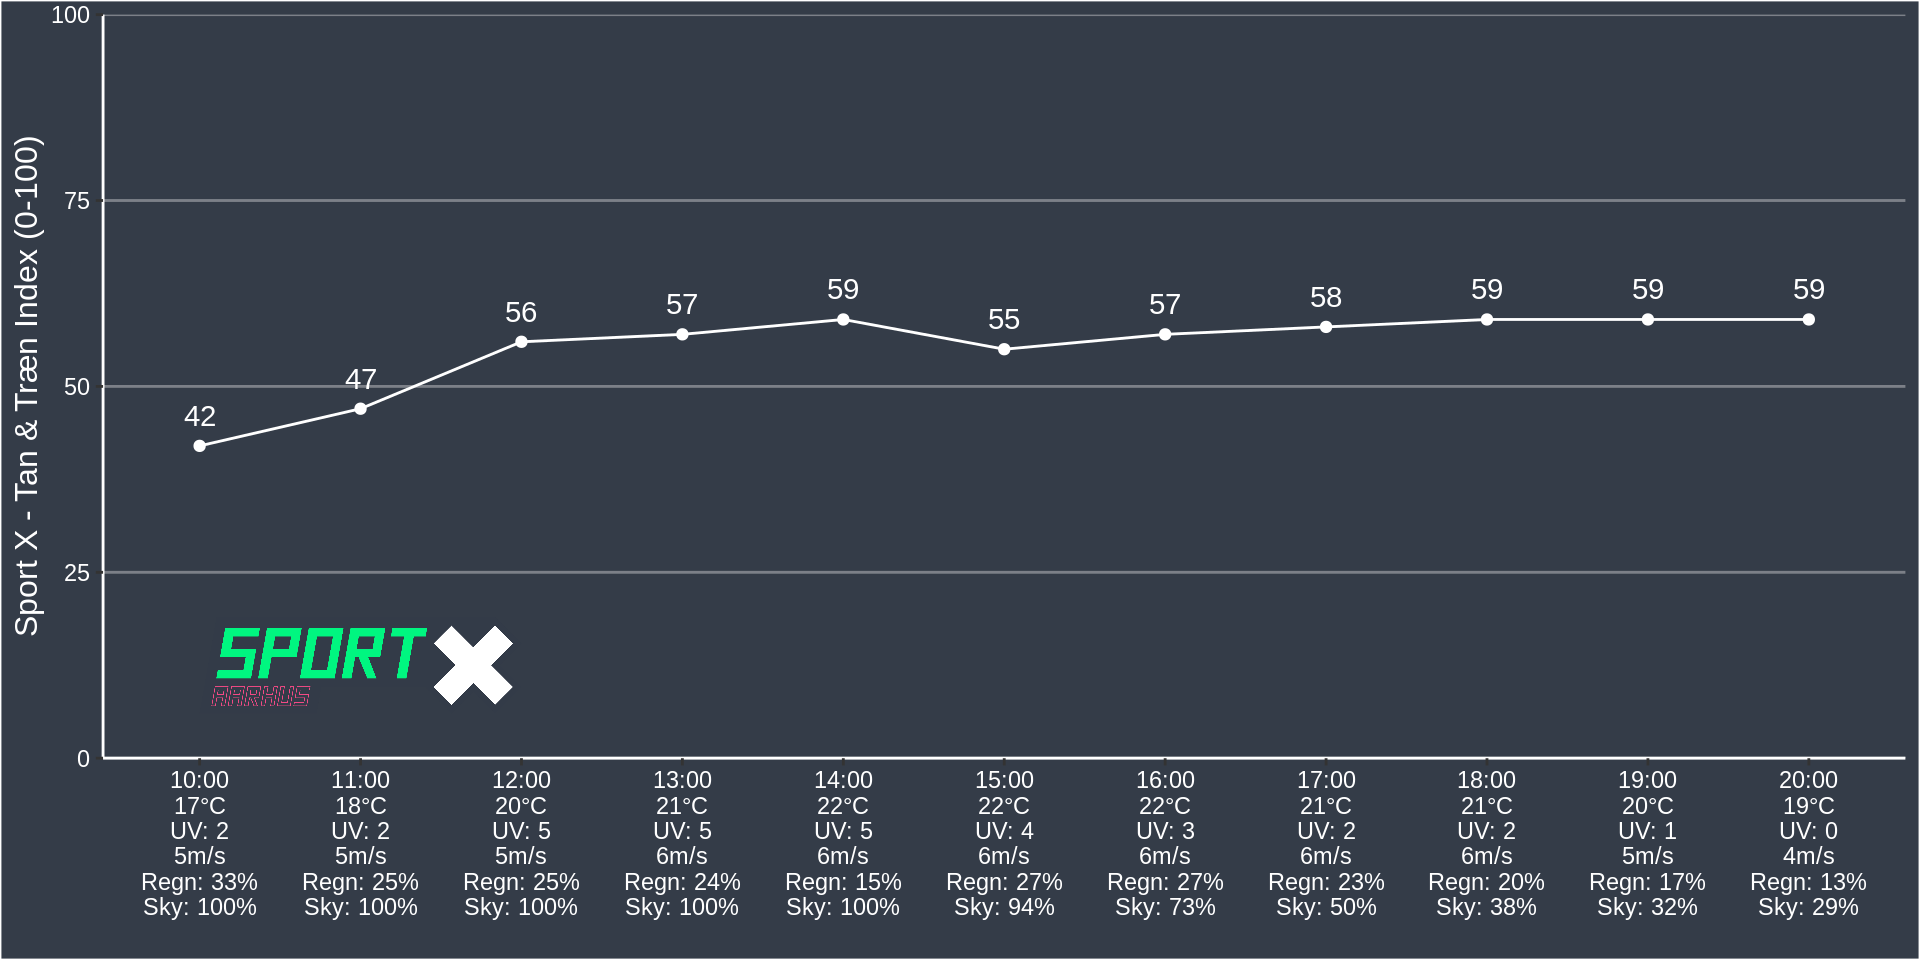 Sport X - Tan & Træn Index (0-100)
100
75
50
25
0
42
47
56
57
59
55
57
58
59
59
59
SPORT X
AARHUS
10:00 11:00 12:00 13:00 14:00 15:00 16:00 17:00 18:00 19:00 20:00
17°C 18°C 20°C 21°C 22°C 22°C 22°C 21°C 21°C 20°C 19°C
UV: 2 UV: 2 UV: 5 UV: 5 UV: 5 UV: 4 UV: 3 UV: 2 UV: 2 UV: 1 UV: 0
5m/s 5m/s 5m/s 6m/s 6m/s 6m/s 6m/s 6m/s 6m/s 5m/s 4m/s
Regn: 33% Regn: 25% Regn: 25% Regn: 24% Regn: 15% Regn: 27% Regn: 27% Regn: 23% Regn: 20% Regn: 17% Regn: 13%
Sky: 100% Sky: 100% Sky: 100% Sky: 100% Sky: 100% Sky: 94% Sky: 73% Sky: 50% Sky: 38% Sky: 32% Sky: 29%